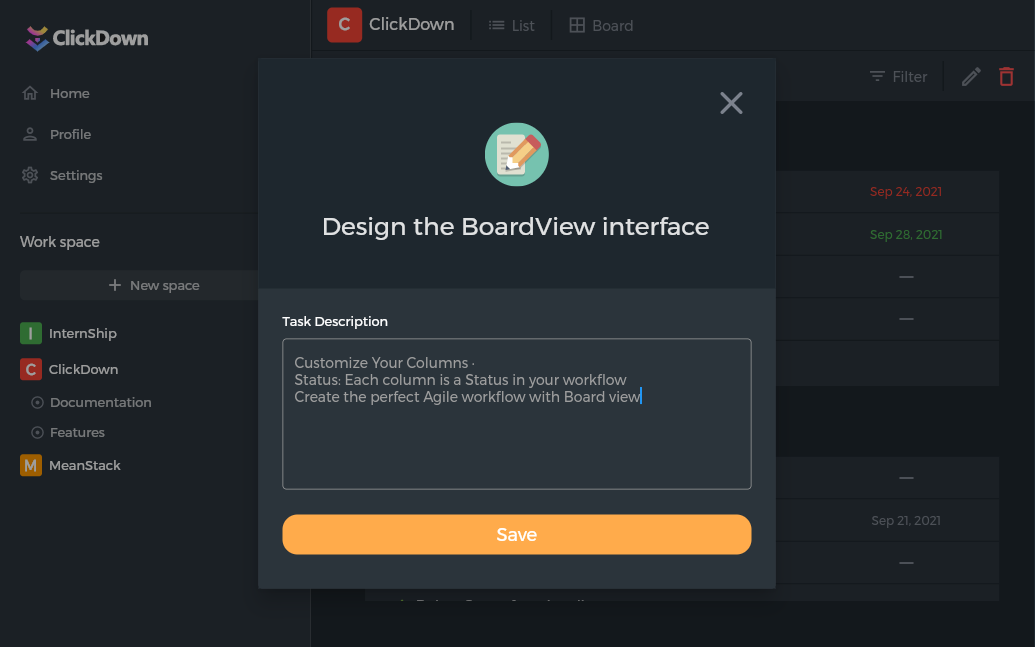 ClickDown
Home
Profile
Settings
Work space
+ New space
I InternShip
C ClickDown
Documentation
Features
M MeanStack
C ClickDown
List
Board
Filter
Sep 24, 2021
Sep 28, 2021
—
—
—
Sep 21, 2021
—
Design the BoardView interface
Task Description
Customize Your Columns ·
Status: Each column is a Status in your workflow
Create the perfect Agile workflow with Board view
Save